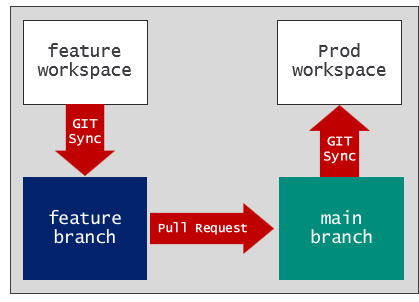 feature
workspace
Prod
workspace
GIT
Sync
GIT
Sync
feature
branch
Pull Request
main
branch